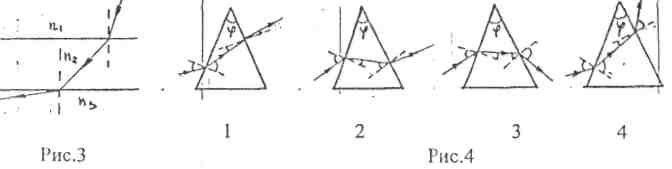 n₁
n₂
n₃
φ φ φ φ
1 2 3 4
Рис.3 Рис.4